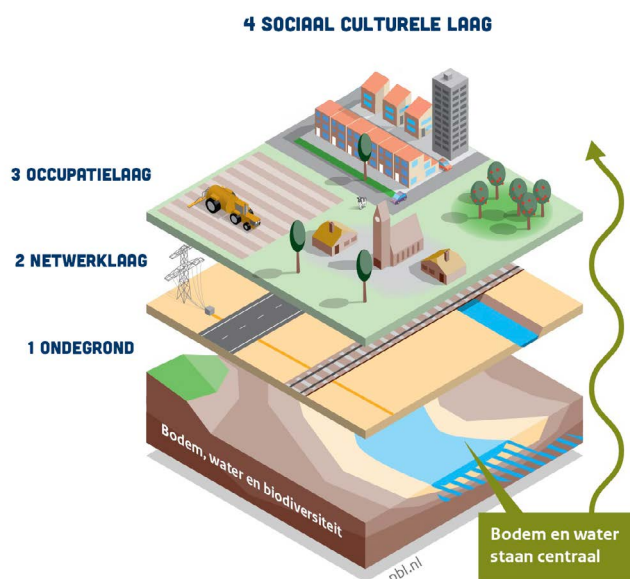 4 SOCIAAL CULTURELE LAAG
3 OCCUPATIELAAG
2 NETWERKLAAG
1 ONDEGROND
Bodem, water en biodiversiteit
Bodem en water
staan centraal
pbl.nl